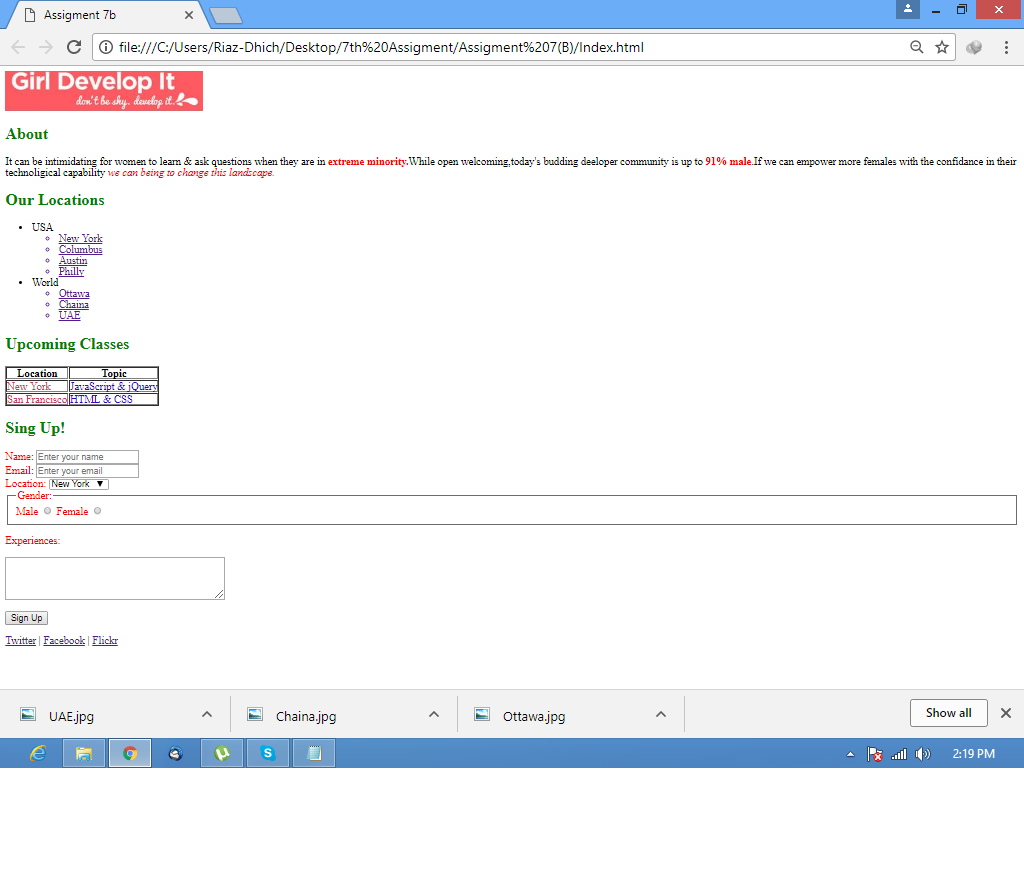 Assigment 7b
file:///C:/Users/Riaz-Dhich/Desktop/7th%20Assigment/Assigment%207(B)/Index.html
Girl Develop It
don't be shy. develop it.
About
It can be intimidating for women to learn & ask questions when they are in extreme minority.While open welcoming,today's budding deeloper community is up to 91% male.If we can empower more females with the confidance in their
technoligical capability we can being to change this landscape.
Our Locations
USA
New York
Columbus
Austin
Philly
World
Ottawa
Chaina
UAE
Upcoming Classes
Location Topic
New York JavaScript & jQuery
San Francisco HTML & CSS
Sing Up!
Name: Enter your name
Email: Enter your email
Location: New York
Gender:
Male Female
Experiences:
Sign Up
Twitter | Facebook | Flickr
UAE.jpg Chaina.jpg Ottawa.jpg Show all
2:19 PM